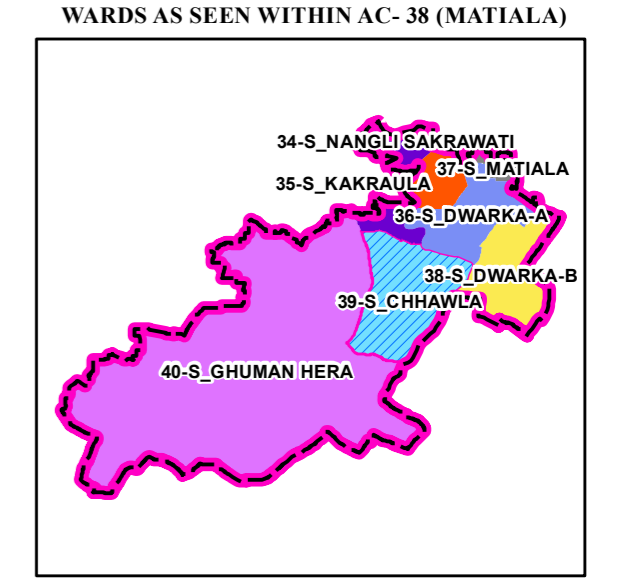 WARDS AS SEEN WITHIN AC- 38 (MATIALA)
34-S_NANGLI SAKRAWATI
37-S_MATIALA
35-S_KAKRAULA
36-S_DWARKA-A
38-S_DWARKA-B
39-S_CHHAWLA
40-S_GHUMAN HERA